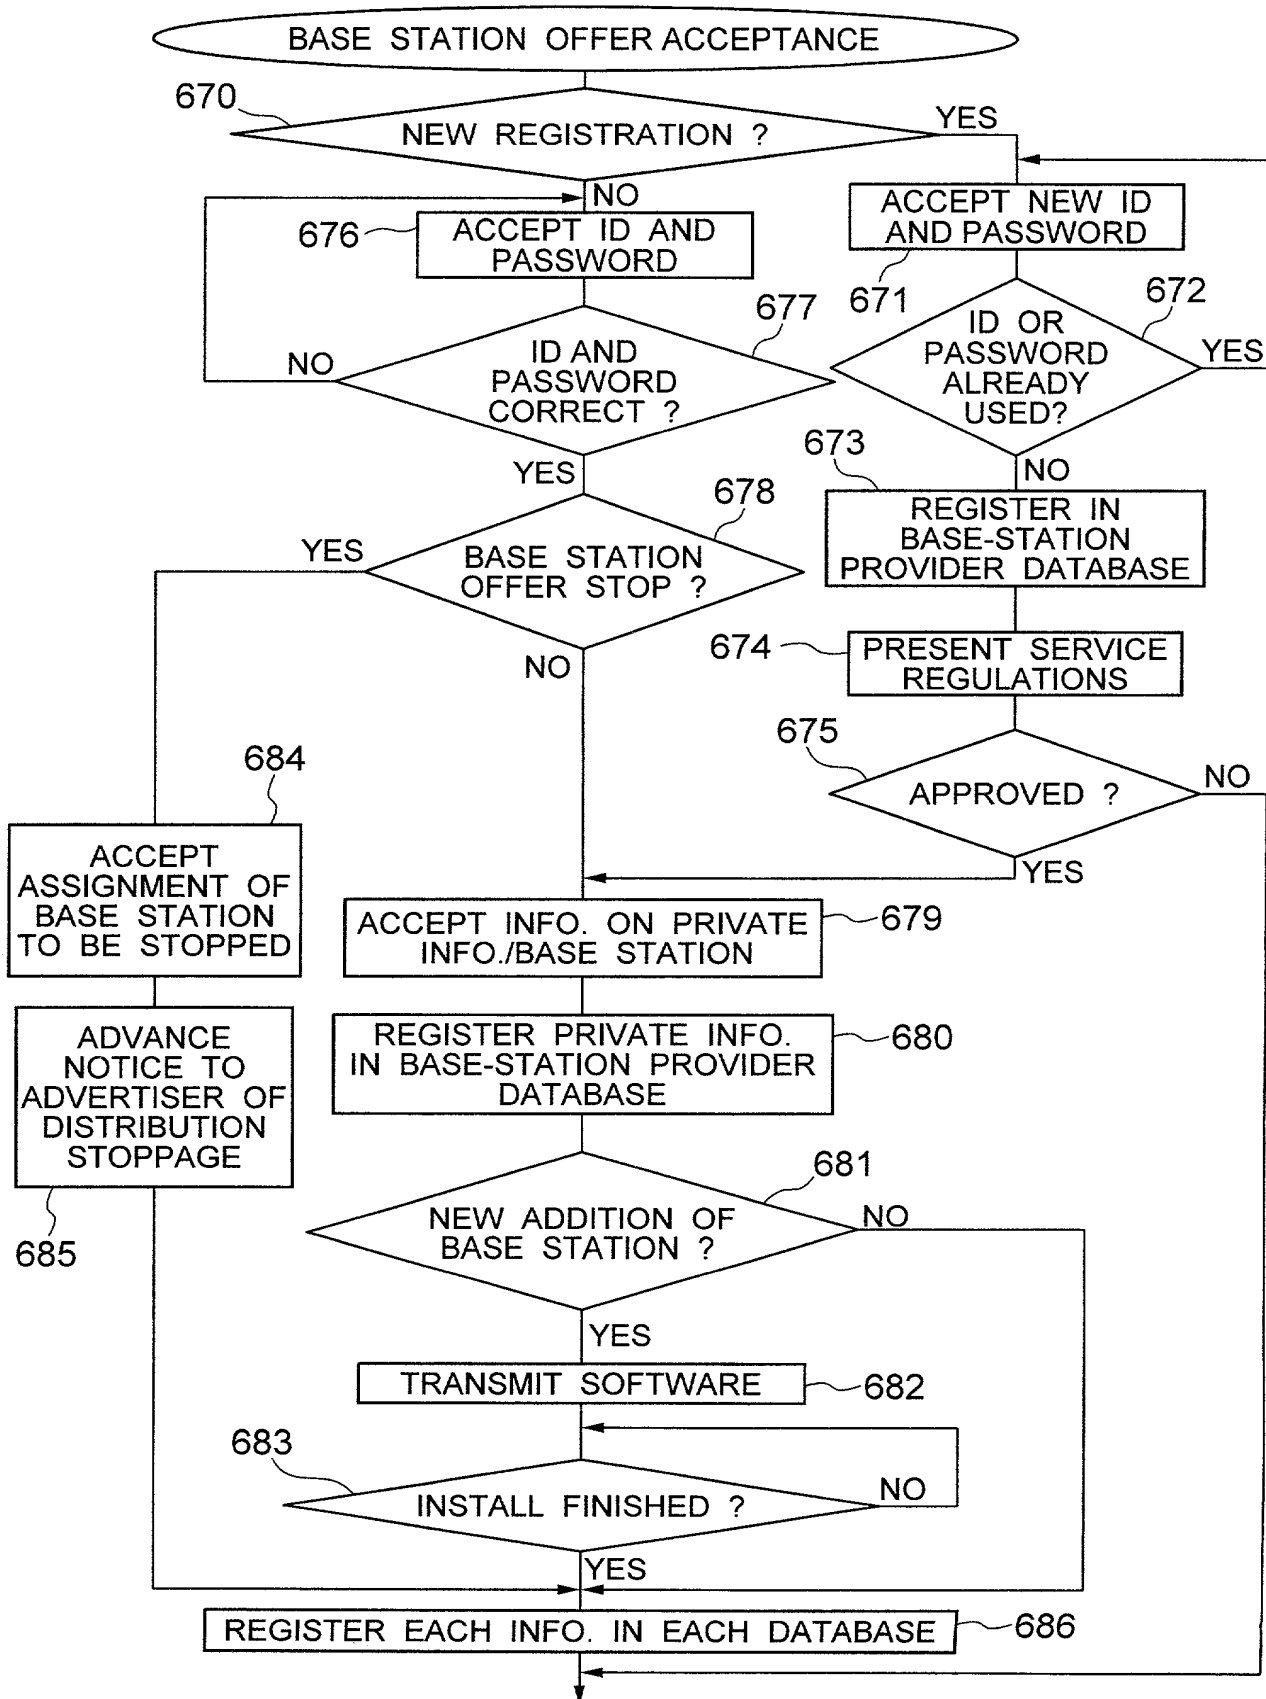 BASE STATION OFFER ACCEPTANCE
670
NEW REGISTRATION ?
YES
NO
676
ACCEPT ID AND
PASSWORD
ACCEPT NEW ID
AND PASSWORD
671
677
672
ID AND
PASSWORD
CORRECT ?
NO
YES
ID OR
PASSWORD
ALREADY
USED?
YES
NO
678
BASE STATION
OFFER STOP ?
YES
NO
673
REGISTER IN
BASE-STATION
PROVIDER DATABASE
674
PRESENT SERVICE
REGULATIONS
675
APPROVED ?
NO
YES
684
ACCEPT
ASSIGNMENT OF
BASE STATION
TO BE STOPPED
ADVANCE
NOTICE TO
ADVERTISER OF
DISTRIBUTION
STOPPAGE
685
ACCEPT INFO. ON PRIVATE
INFO./BASE STATION
679
REGISTER PRIVATE INFO.
IN BASE-STATION PROVIDER
DATABASE
680
681
NEW ADDITION OF
BASE STATION ?
NO
YES
TRANSMIT SOFTWARE
682
683
INSTALL FINISHED ?
NO
YES
REGISTER EACH INFO. IN EACH DATABASE
686